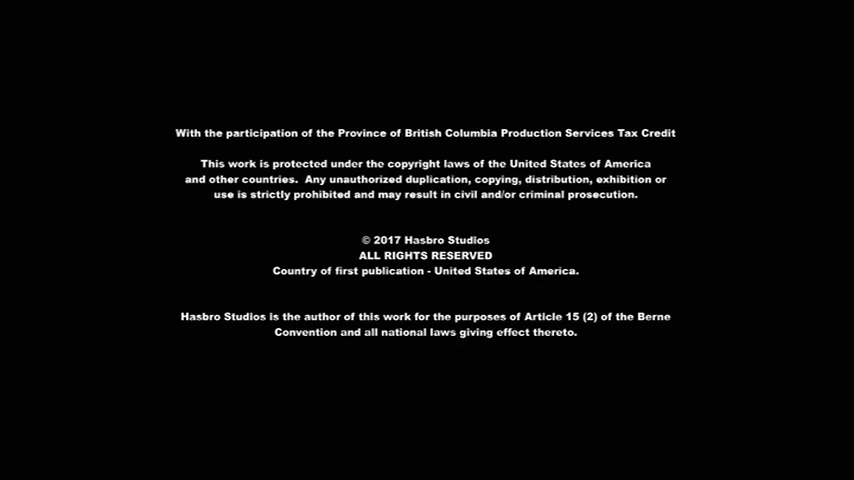 With the participation of the Province of British Columbia Production Services Tax Credit
This work is protected under the copyright laws of the United States of America
and other countries.  Any unauthorized duplication, copying, distribution, exhibition or
use is strictly prohibited and may result in civil and/or criminal prosecution.
© 2017 Hasbro Studios
ALL RIGHTS RESERVED
Country of first publication - United States of America.
Hasbro Studios is the author of this work for the purposes of Article 15 (2) of the Berne
Convention and all national laws giving effect thereto.